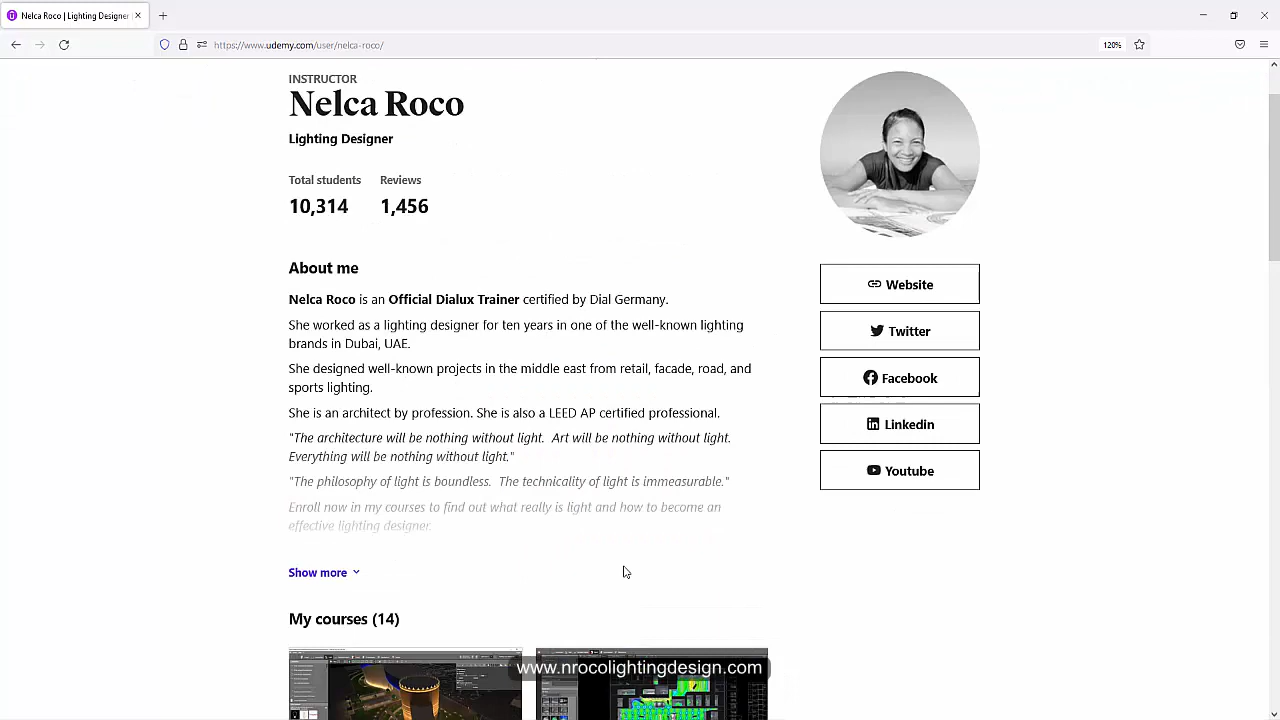 Nelca Roco | Lighting Designer
https://www.udemy.com/user/nelca-roco/
120%
INSTRUCTOR
Nelca Roco
Lighting Designer
Total students
Reviews
10,314
1,456
About me
Nelca Roco is an Official Dialux Trainer certified by Dial Germany.
She worked as a lighting designer for ten years in one of the well-known lighting
brands in Dubai, UAE.
She designed well-known projects in the middle east from retail, facade, road, and
sports lighting.
She is an architect by profession. She is also a LEED AP certified professional.
"The architecture will be nothing without light.  Art will be nothing without light.
Everything will be nothing without light."
"The philosophy of light is boundless.  The technicality of light is immeasurable."
Enroll now in my courses to find out what really is light and how to become an
effective lighting designer.
Show more
Website
Twitter
Facebook
Linkedin
Youtube
My courses (14)
www.nrocolightingdesign.com